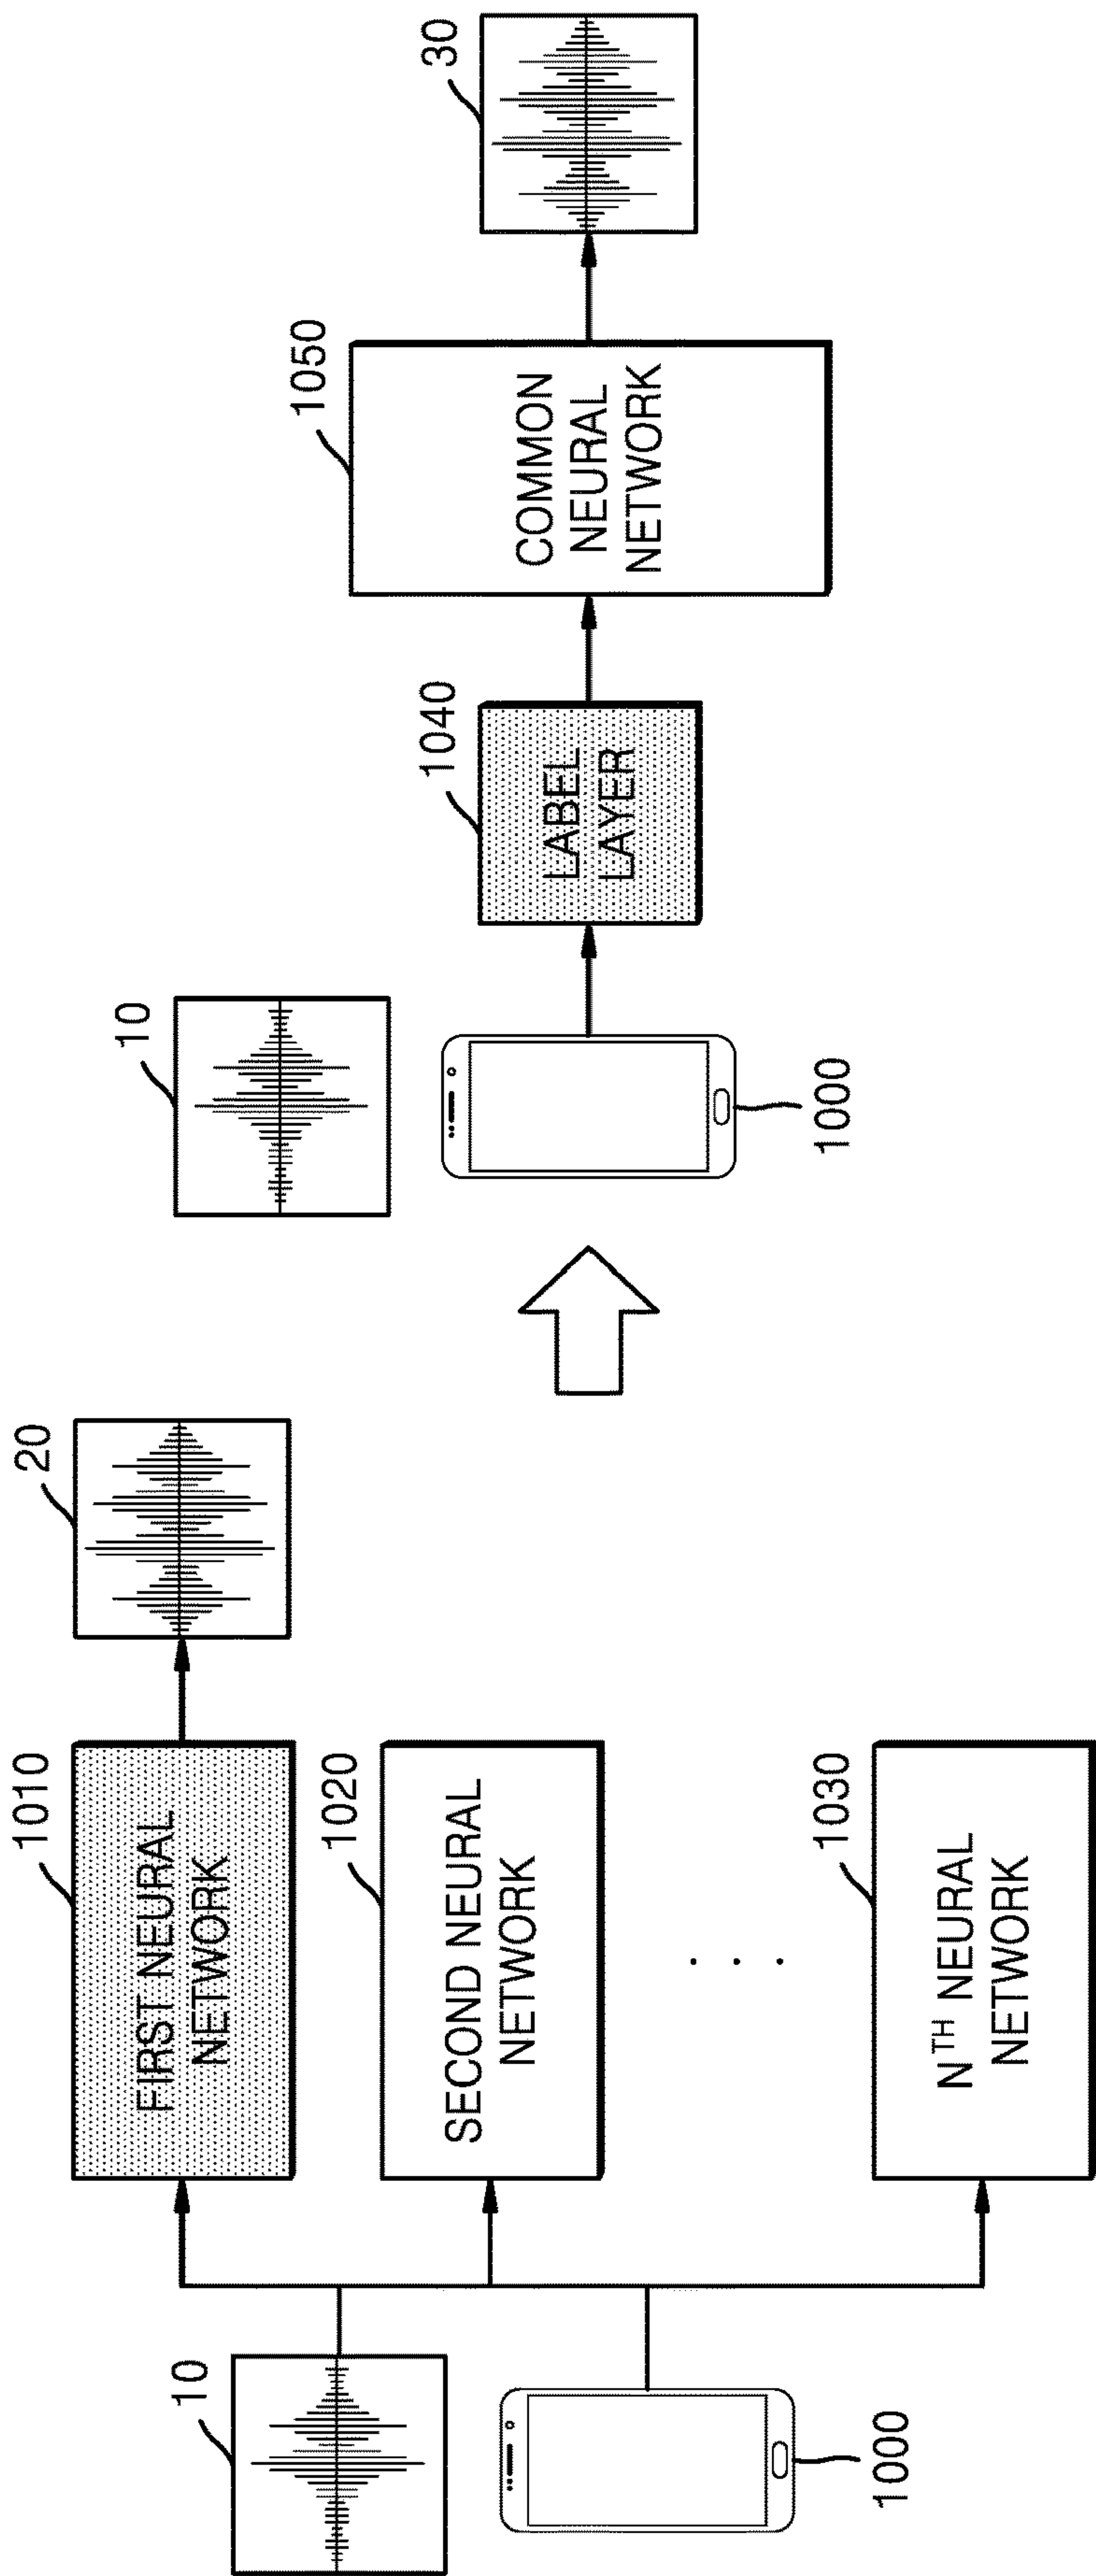 10
1000
1010
FIRST NEURAL
NETWORK
1020
SECOND NEURAL
NETWORK
. . .
1030
NTH NEURAL
NETWORK
20
10
1000
1040
LABEL
LAYER
1050
COMMON
NEURAL
NETWORK
30